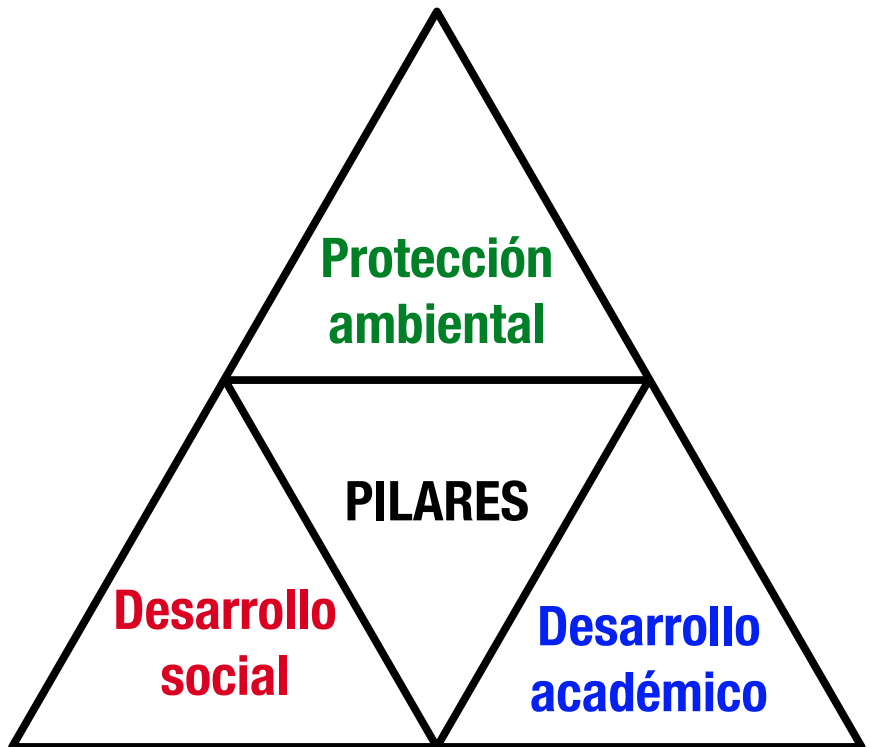 Protección
ambiental
PILARES
Desarrollo
social
Desarrollo
académico